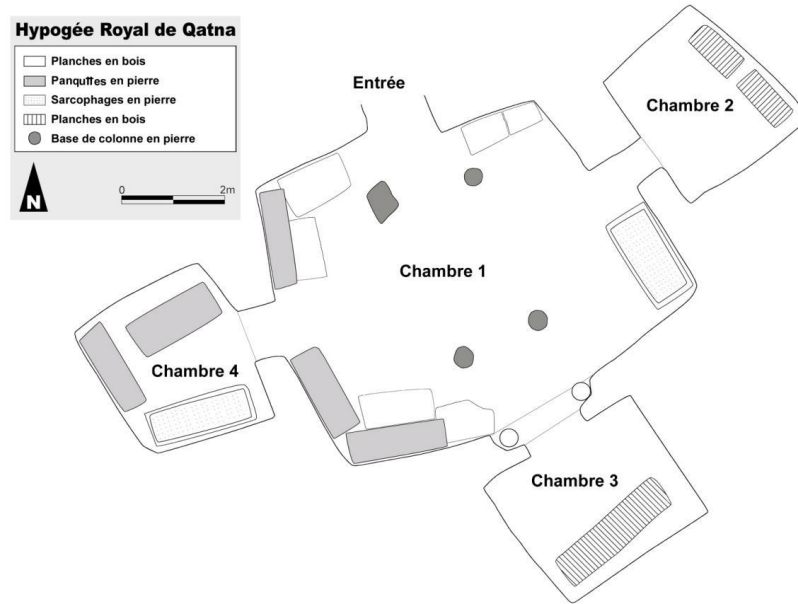 Hypogée Royal de Qatna
Planches en bois
Panquffes en pierre
Sarcophages en pierre
Planches en bois
Base de colonne en pierre
N
0 2m
Entrée
Chambre 2
Chambre 1
Chambre 4
Chambre 3